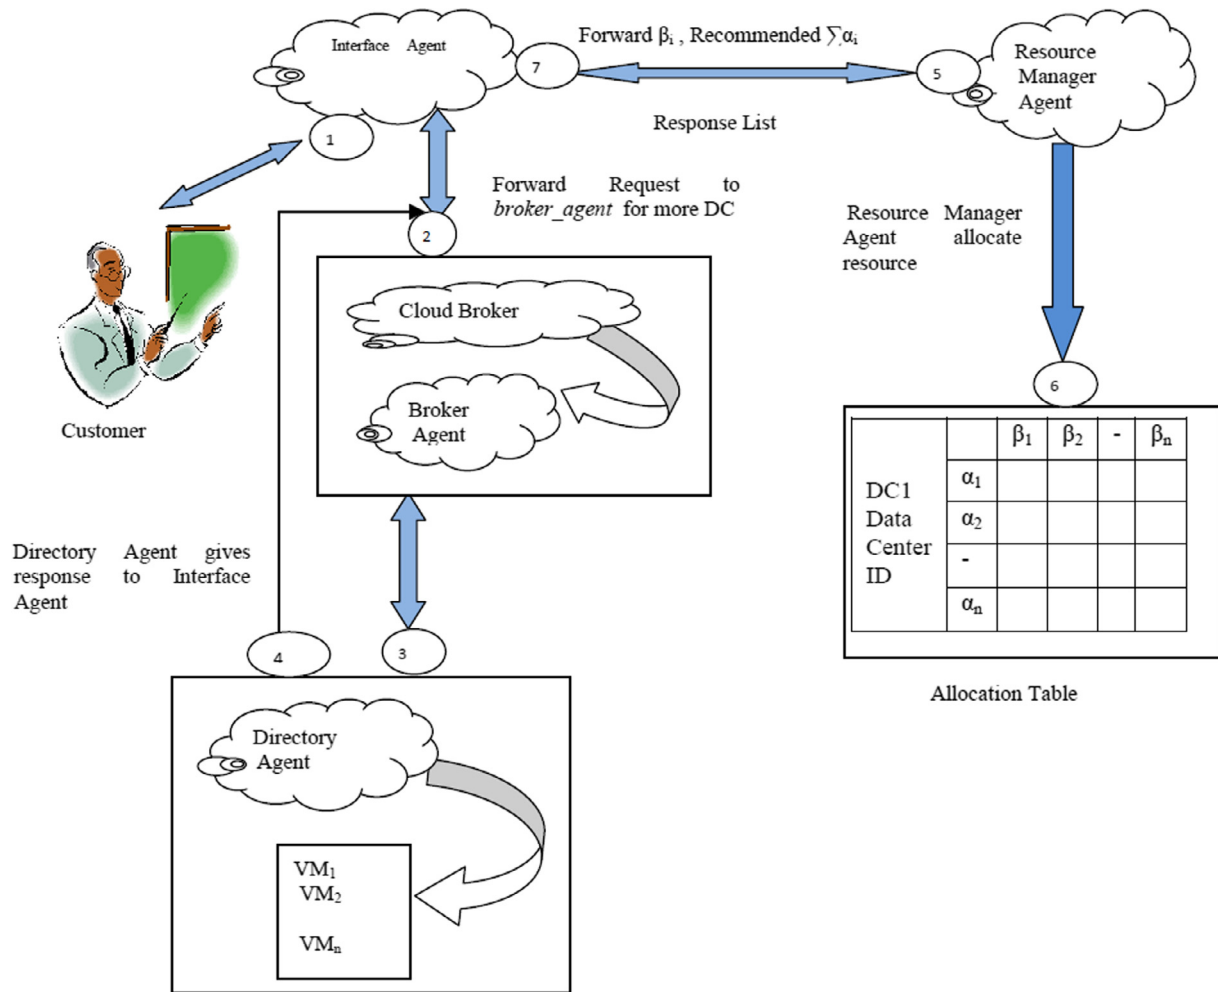 Interface Agent
7
Forward βi , Recommended ∑αi
5
Resource
Manager
Agent
1
Response List
Forward Request to
broker_agent for more DC
2
Resource Manager
Agent allocate
resource
Cloud Broker
Broker
Agent
Customer
6
β1 β2 - βn
DC1
Data
Center
ID
α1
α2
-
αn
Allocation Table
Directory Agent gives
response to Interface
Agent
4
3
Directory
Agent
VM1
VM2
VMn